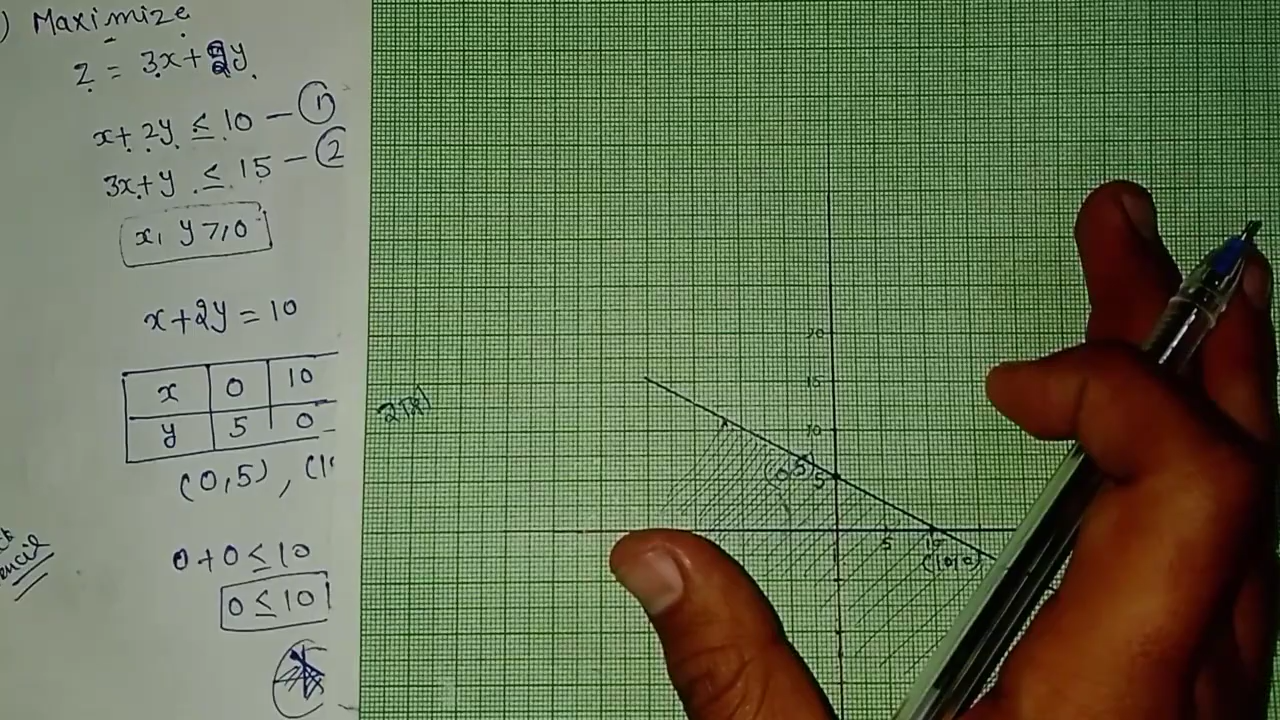 ) Maximize
Z = 3x + 2y
x + 2y ≤ 10 — ①
3x + y ≤ 15 — ②
x, y ≥ 0
x + 2y = 10
x 0 10
y 5 0
(0,5), (1
0 + 0 ≤ 10
0 ≤ 10
20
15
10
(0,5) 5
5 10
(10,0)